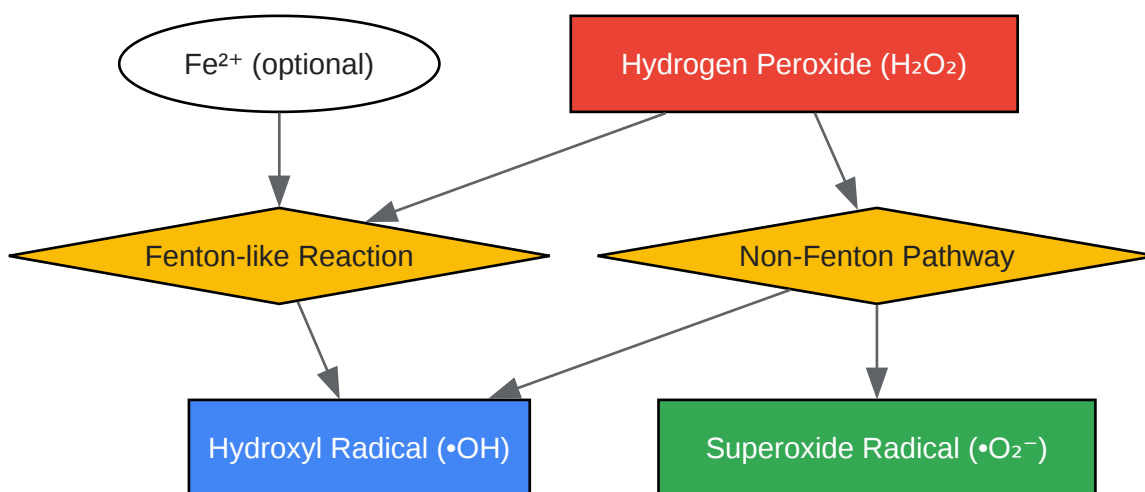 Fe²⁺ (optional)
Hydrogen Peroxide (H₂O₂)
Fenton-like Reaction
Non-Fenton Pathway
Hydroxyl Radical (•OH)
Superoxide Radical (•O₂⁻)